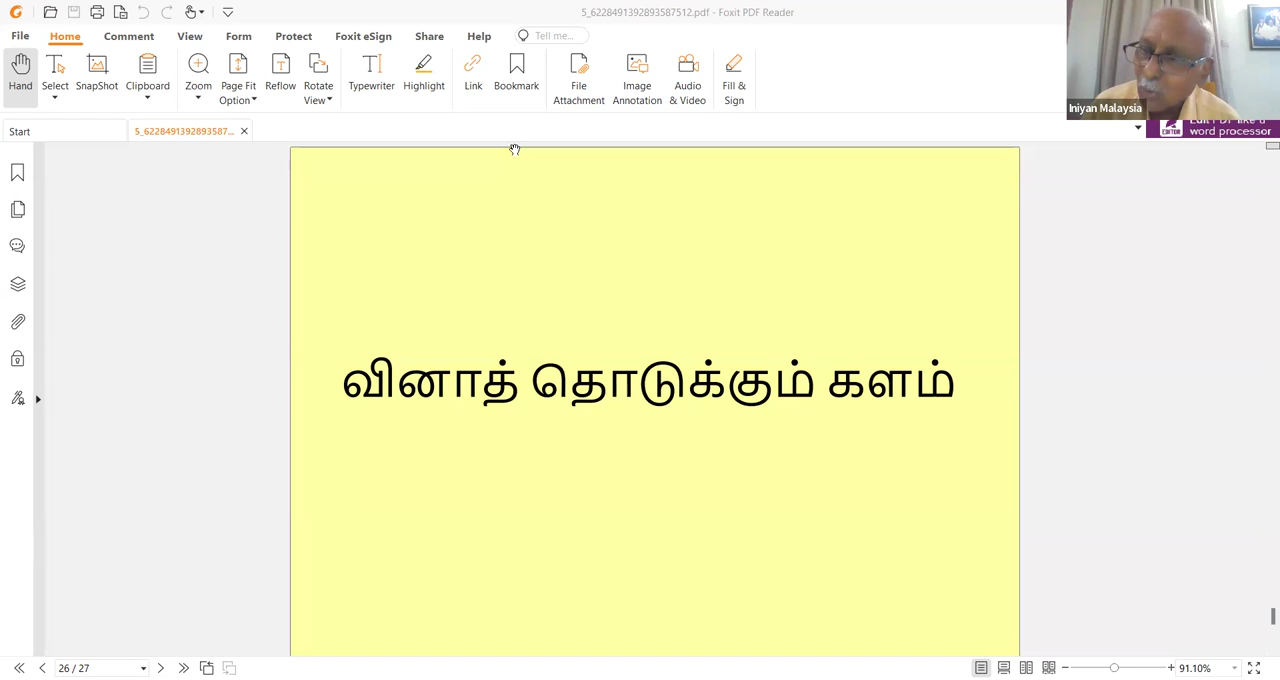 5_6228491392893587512.pdf - Foxit PDF Reader
File Home Comment View Form Protect Foxit eSign Share Help Tell me...
Hand Select SnapShot Clipboard Zoom Page Fit Option Reflow Rotate View Typewriter Highlight Link Bookmark File Attachment Image Annotation Audio & Video Fill & Sign
Iniyan Malaysia
Start 5_6228491392893587...
EDITOR word processor
வினாத் தொடுக்கும் களம்
26 / 27 91.10%